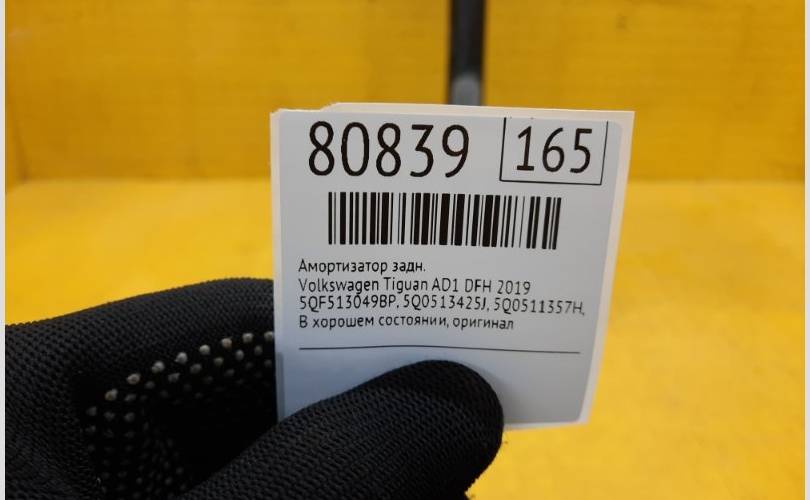 80839 165
Амортизатор задн.
Volkswagen Tiguan AD1 DFH 2019
5QF513049BP, 5Q0513425J, 5Q0511357H,
В хорошем состоянии, оригинал